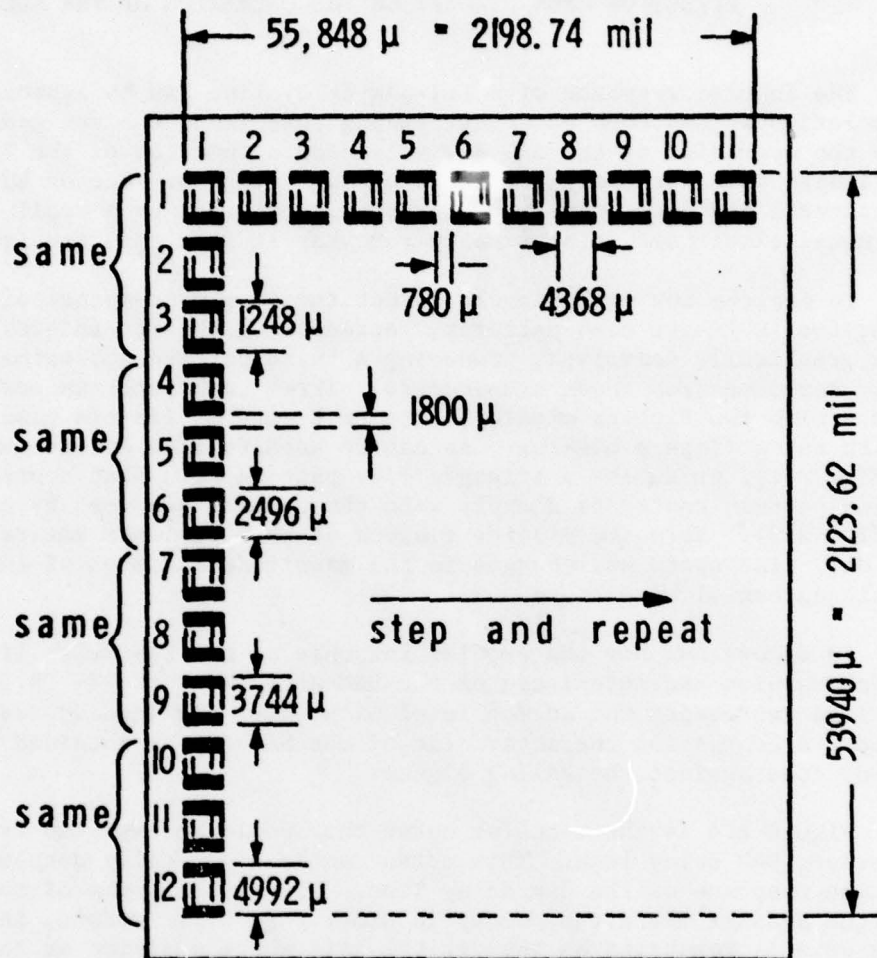 55,848 μ = 2198.74 mil
1 2 3 4 5 6 7 8 9 10 11
1
2
same
780 μ 4368 μ
3 1248 μ
4
1800 μ
same 5
6 2496 μ
7
step and repeat
same 8
9 3744 μ
10
same 11
12 4992 μ
53940 μ = 2123.62 mil